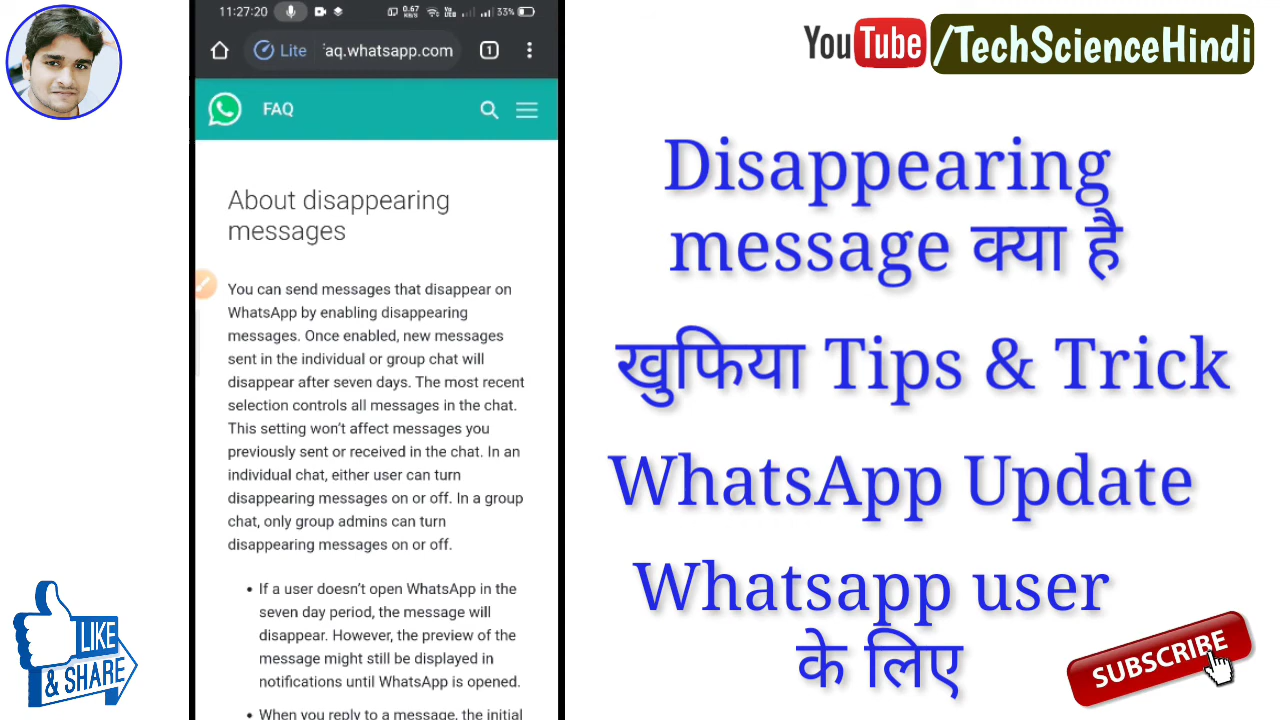 11:27:20
0.67
KB/S
Vo
LTE
33%
Lite
faq.whatsapp.com
1
FAQ
About disappearing
messages
You can send messages that disappear on
WhatsApp by enabling disappearing
messages. Once enabled, new messages
sent in the individual or group chat will
disappear after seven days. The most recent
selection controls all messages in the chat.
This setting won’t affect messages you
previously sent or received in the chat. In an
individual chat, either user can turn
disappearing messages on or off. In a group
chat, only group admins can turn
disappearing messages on or off.
• If a user doesn’t open WhatsApp in the
seven day period, the message will
disappear. However, the preview of the
message might still be displayed in
notifications until WhatsApp is opened.
• When you reply to a message, the initial
YouTube /TechScienceHindi
Disappearing
message क्या है
खुफिया Tips & Trick
WhatsApp Update
Whatsapp user
के लिए
LIKE
& SHARE
SUBSCRIBE